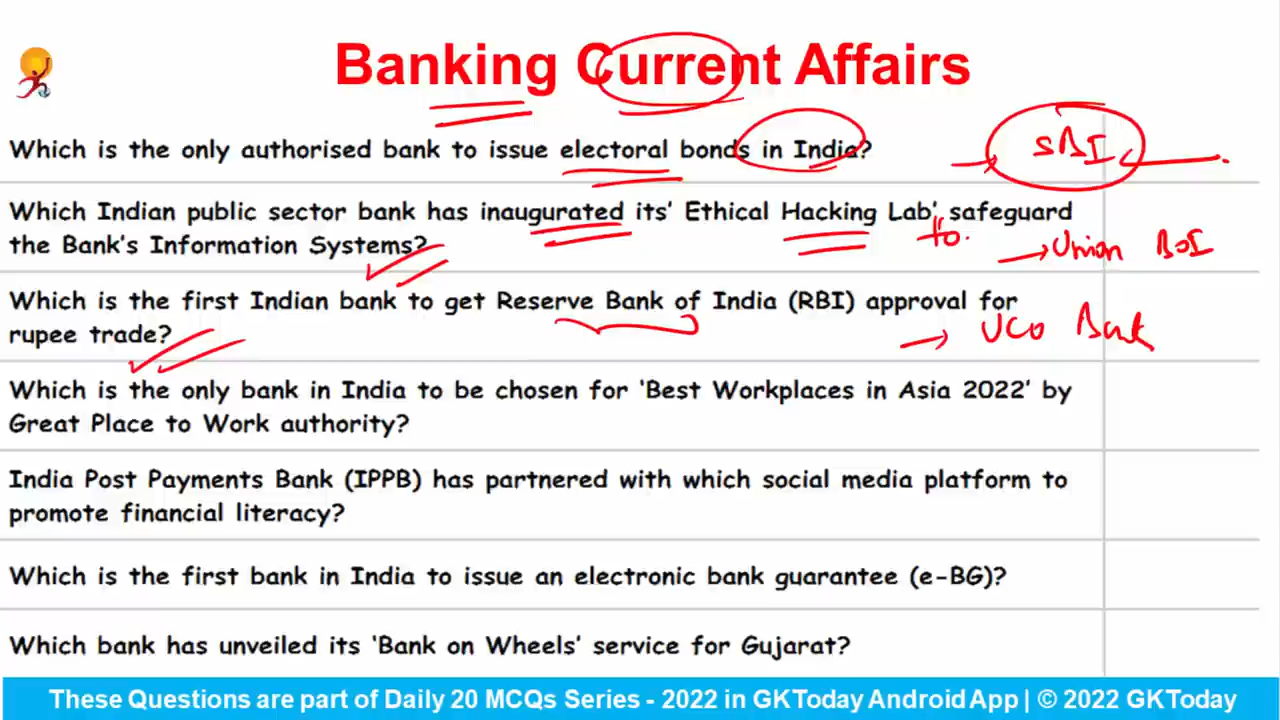 Banking Current Affairs
Which is the only authorised bank to issue electoral bonds in India?
SBI
Which Indian public sector bank has inaugurated its' Ethical Hacking Lab' safeguard
to.
the Bank's Information Systems?
→Union BoI
Which is the first Indian bank to get Reserve Bank of India (RBI) approval for
rupee trade?
→ UCO Bank
Which is the only bank in India to be chosen for 'Best Workplaces in Asia 2022' by
Great Place to Work authority?
India Post Payments Bank (IPPB) has partnered with which social media platform to
promote financial literacy?
Which is the first bank in India to issue an electronic bank guarantee (e-BG)?
Which bank has unveiled its 'Bank on Wheels' service for Gujarat?
These Questions are part of Daily 20 MCQs Series - 2022 in GKToday Android App | © 2022 GKToday